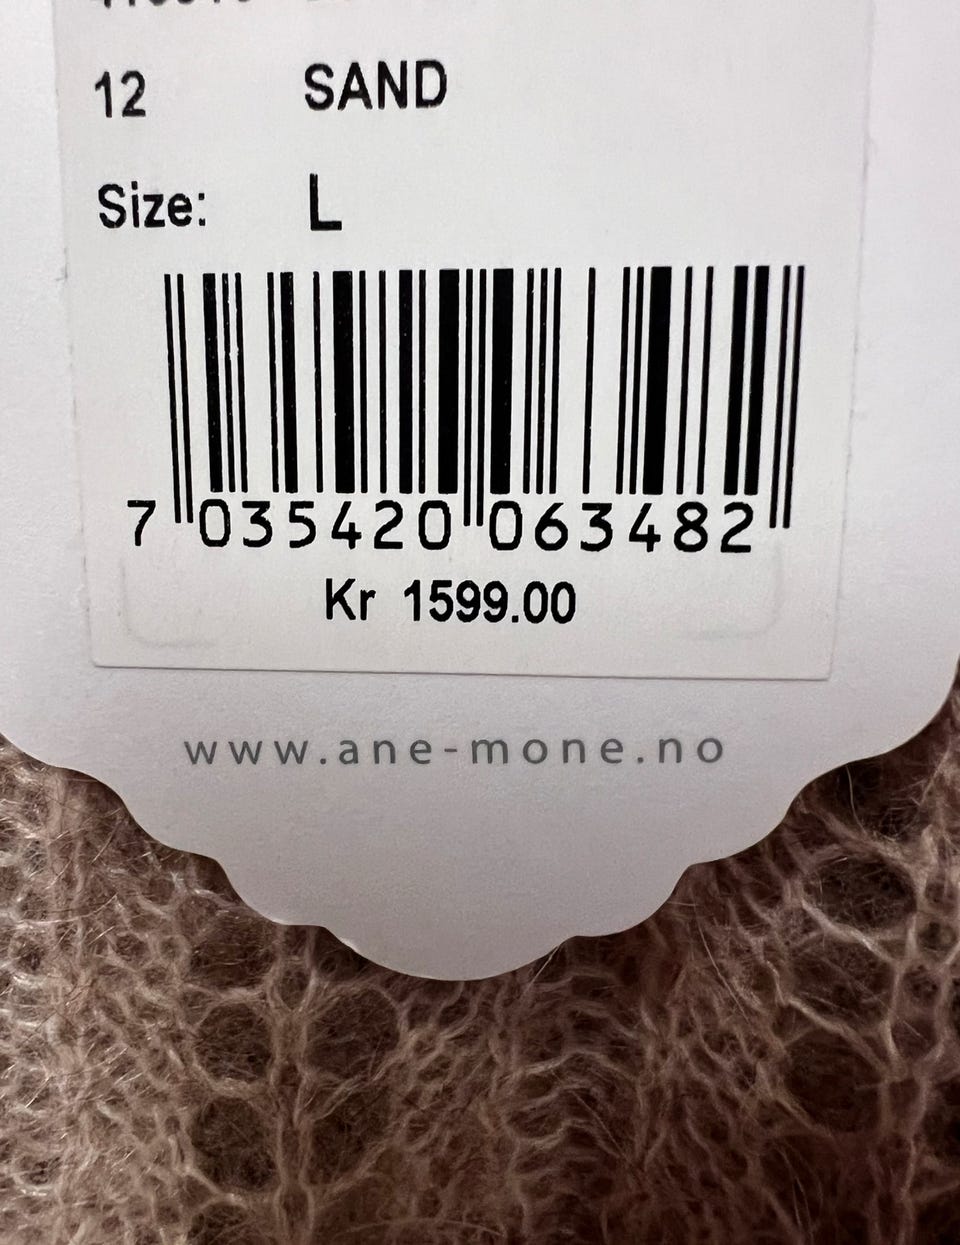 12 SAND
Size: L
7 035420 063482
Kr 1599.00
www.ane-mone.no